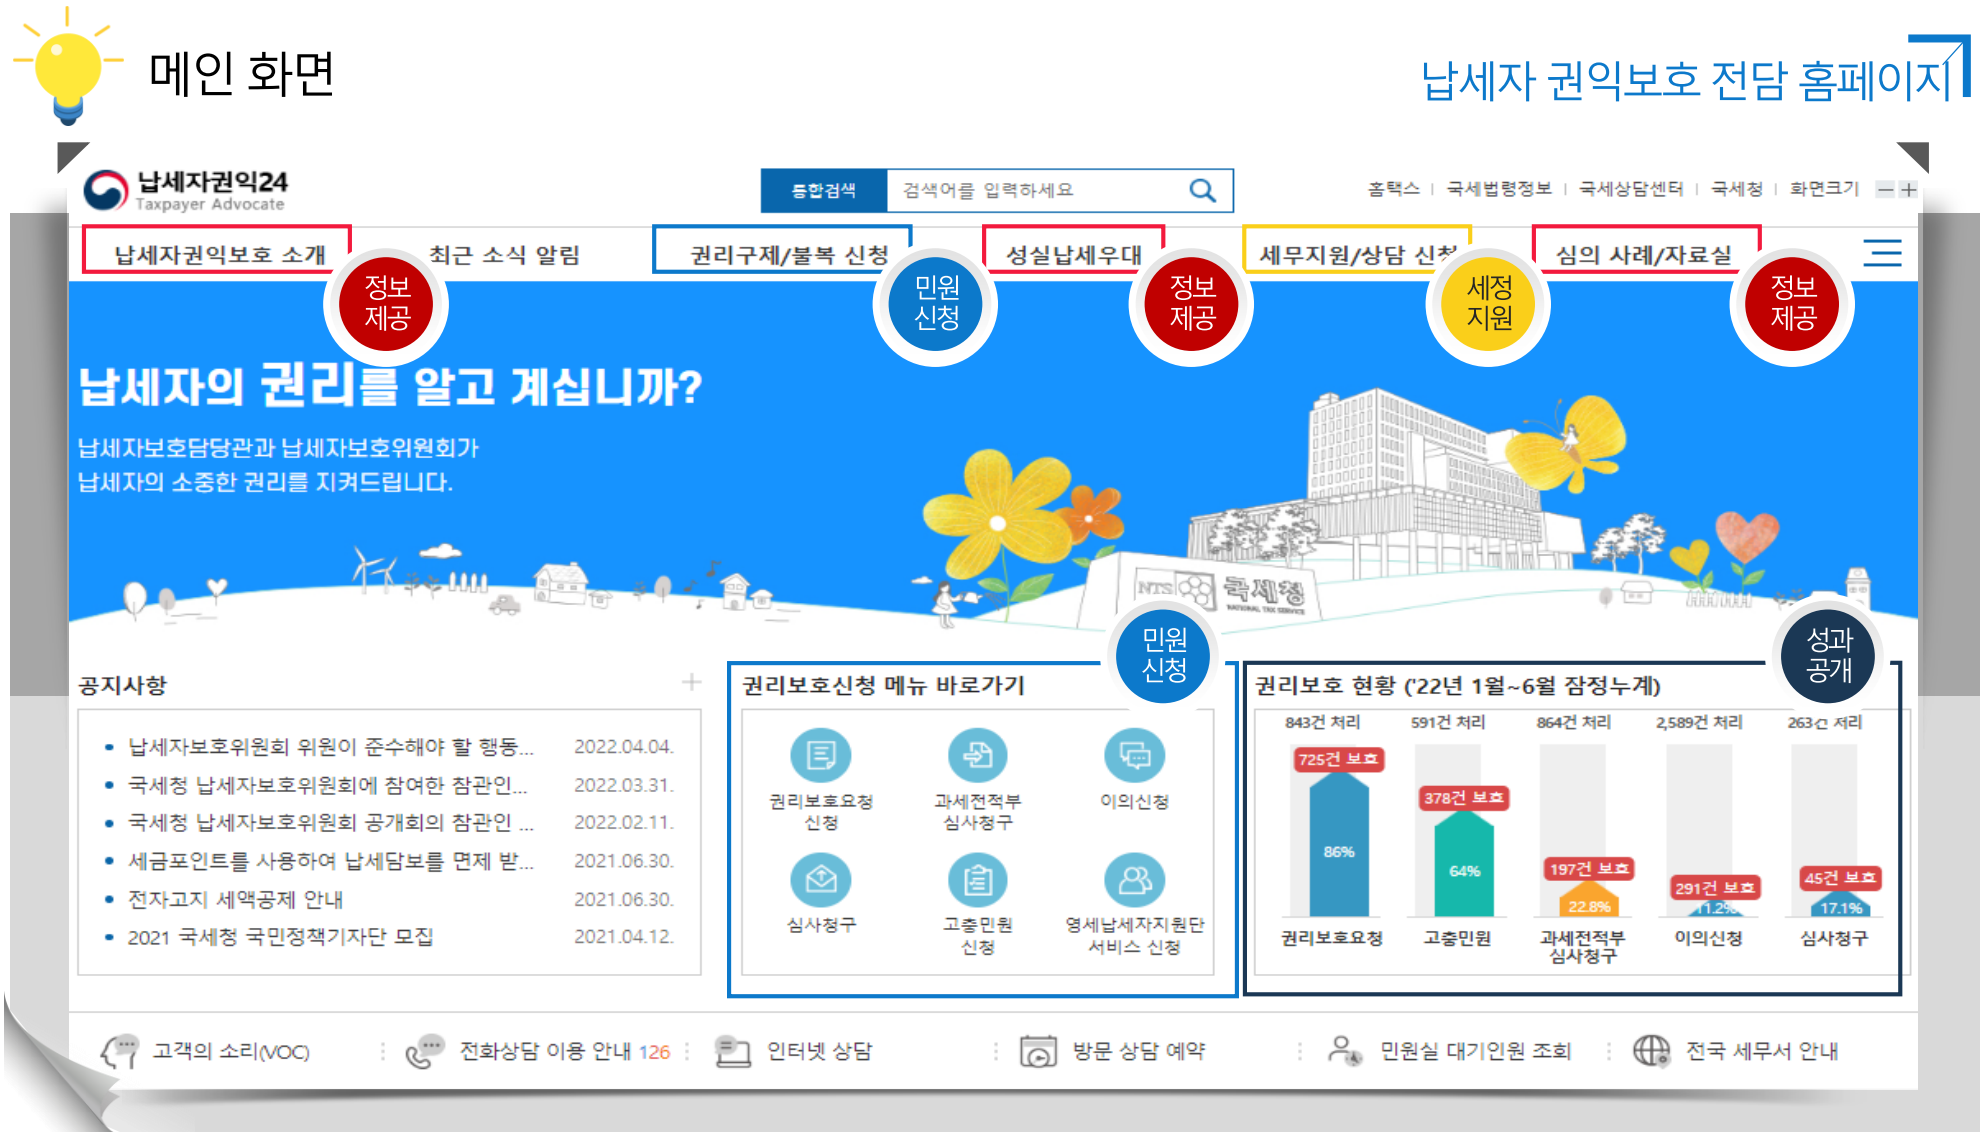 메인 화면
납세자 권익보호 전담 홈페이지
납세자권익24
Taxpayer Advocate
통합검색
검색어를 입력하세요
홈택스
국세법령정보
국세상담센터
국세청
화면크기
납세자권익보호 소개
최근 소식 알림
권리구제/불복 신청
성실납세우대
세무지원/상담 신청
심의 사례/자료실
정보
제공
민원
신청
정보
제공
세정
지원
정보
제공
납세자의 권리를 알고 계십니까?
납세자보호담당관과 납세자보호위원회가
납세자의 소중한 권리를 지켜드립니다.
NTS 국세청
NATIONAL TAX SERVICE
민원
신청
성과
공개
공지사항
납세자보호위원회 위원이 준수해야 할 행동... 2022.04.04.
국세청 납세자보호위원회에 참여한 참관인... 2022.03.31.
국세청 납세자보호위원회 공개회의 참관인 ... 2022.02.11.
세금포인트를 사용하여 납세담보를 면제 받... 2021.06.30.
전자고지 세액공제 안내 2021.06.30.
2021 국세청 국민정책기자단 모집 2021.04.12.
권리보호신청 메뉴 바로가기
권리보호요청
신청
과세전적부
심사청구
이의신청
심사청구
고충민원
신청
영세납세자지원단
서비스 신청
권리보호 현황 ('22년 1월~6월 잠정누계)
843건 처리
591건 처리
864건 처리
2,589건 처리
263건 처리
725건 보호
378건 보호
197건 보호
291건 보호
45건 보호
86%
64%
22.8%
11.2%
17.1%
권리보호요청
고충민원
과세전적부
심사청구
이의신청
심사청구
고객의 소리(VOC)
전화상담 이용 안내 126
인터넷 상담
방문 상담 예약
민원실 대기인원 조회
전국 세무서 안내